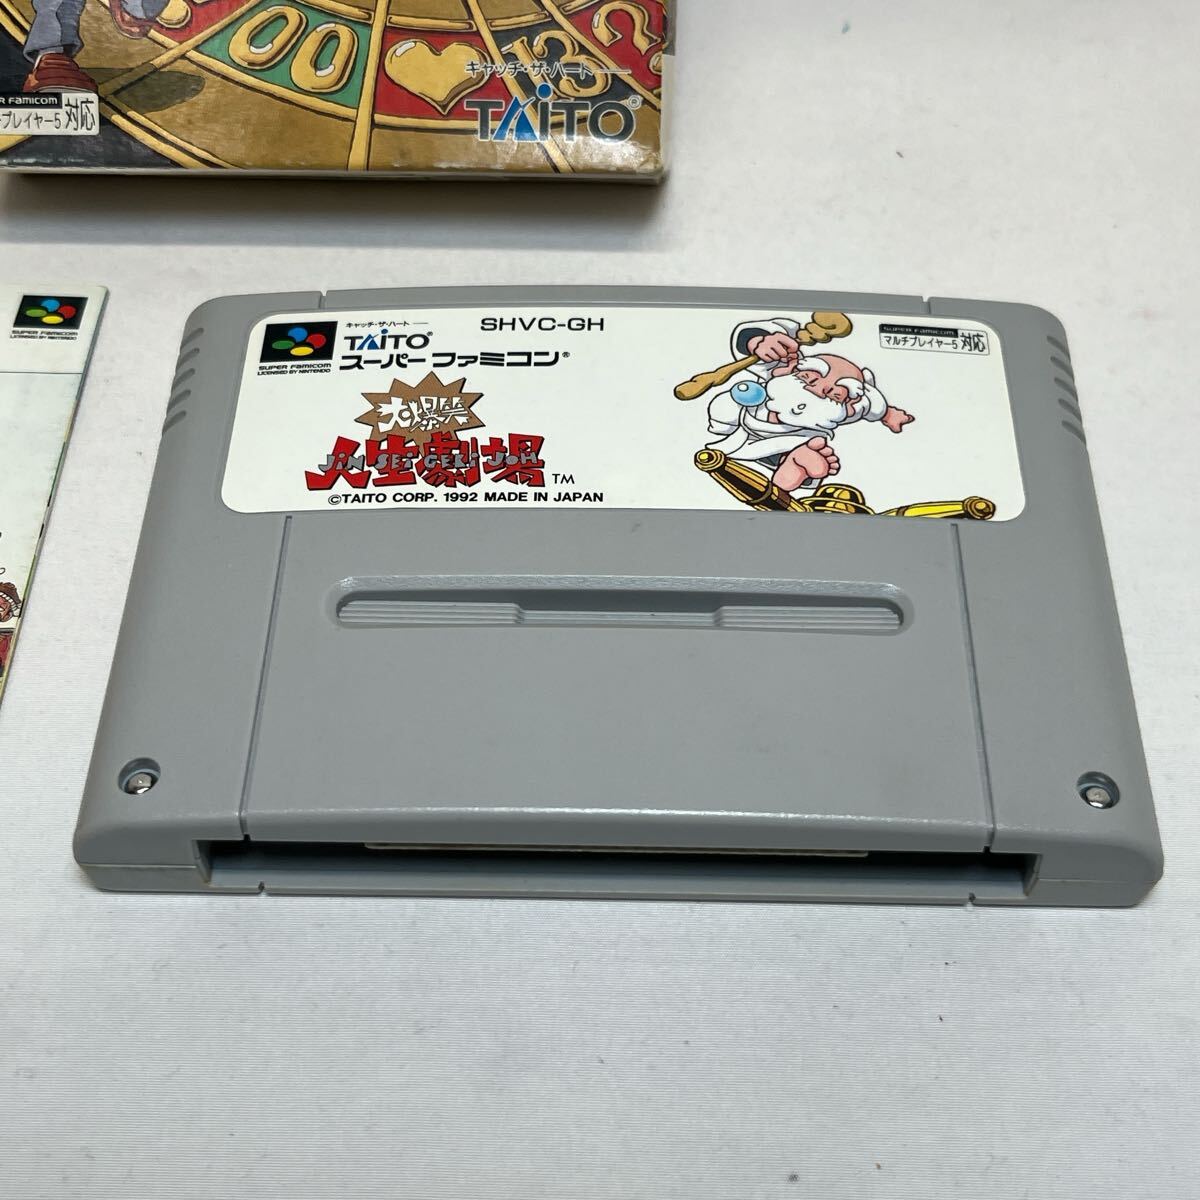 00
13
?
キャッチ・ザ・ハート
TAITO®
SUPER FAMICOM
プレイヤー5 対応
SUPER FAMICOM
LICENSED BY NINTENDO
SUPER FAMICOM
LICENSED BY NINTENDO
キャッチ・ザ・ハート
TAITO®
スーパーファミコン®
SHVC-GH
SUPER FAMICOM
マルチプレイヤー5 対応
大爆笑
人生劇場
JINSEI GEKIJOH
TM
©TAITO CORP. 1992 MADE IN JAPAN